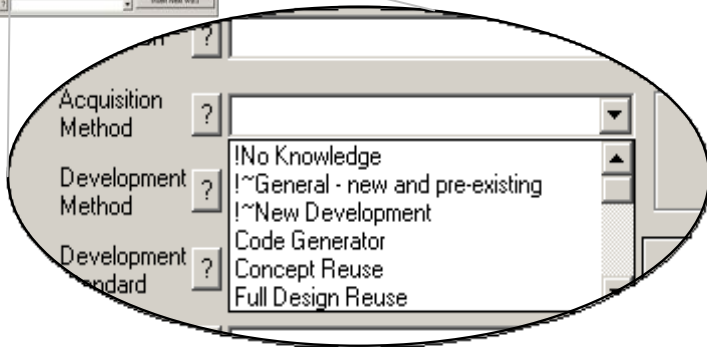 ?
?
Acquisition
Method
?
!No Knowledge
!~General - new and pre-existing
!~New Development
Code Generator
Concept Reuse
Full Design Reuse
Development
Method
?
Development
?